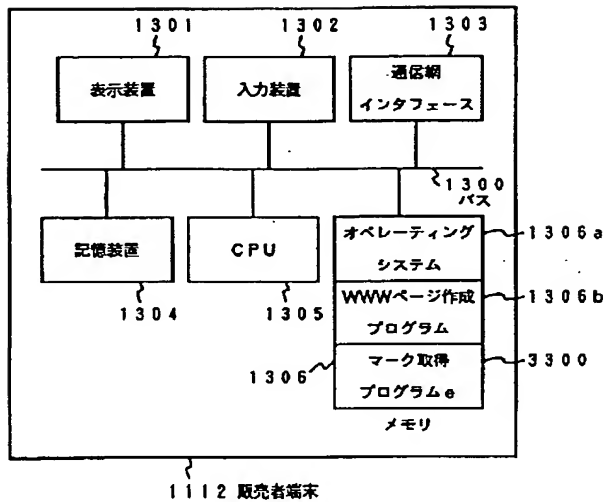 1301
1302
1303
表示装置
入力装置
通信網
インタフェース
1300
バス
記憶装置
CPU
オペレーティング
システム
1306a
WWWページ作成
プログラム
1306b
マーク取得
プログラムe
3300
1304
1305
1306
メモリ
1112 販売者端末